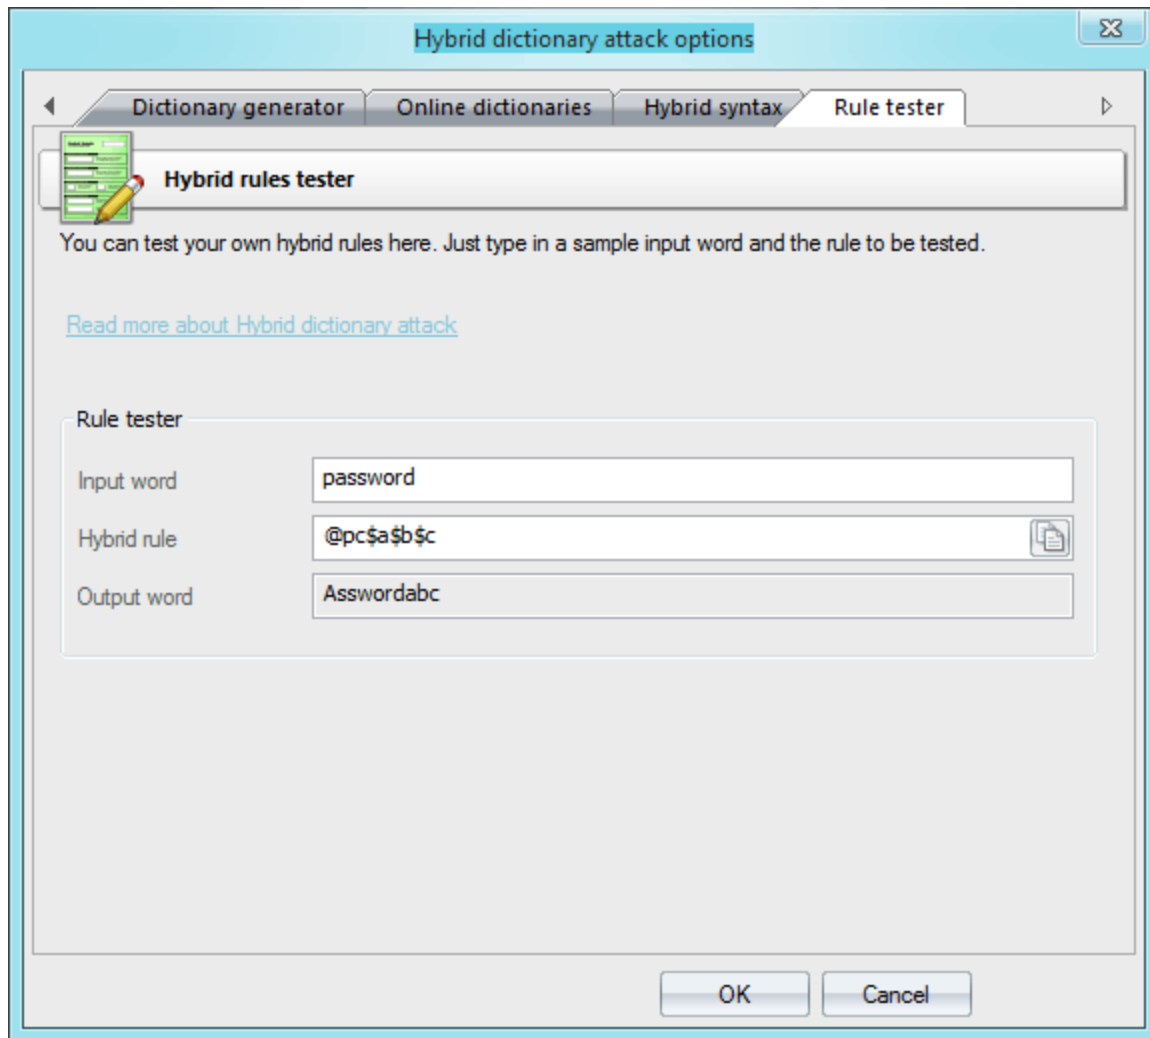 Hybrid dictionary attack options
Dictionary generator
Online dictionaries
Hybrid syntax
Rule tester
Hybrid rules tester
You can test your own hybrid rules here. Just type in a sample input word and the rule to be tested.
Read more about Hybrid dictionary attack
Rule tester
Input word
password
Hybrid rule
@pc$a$b$c
Output word
Asswordabc
OK
Cancel